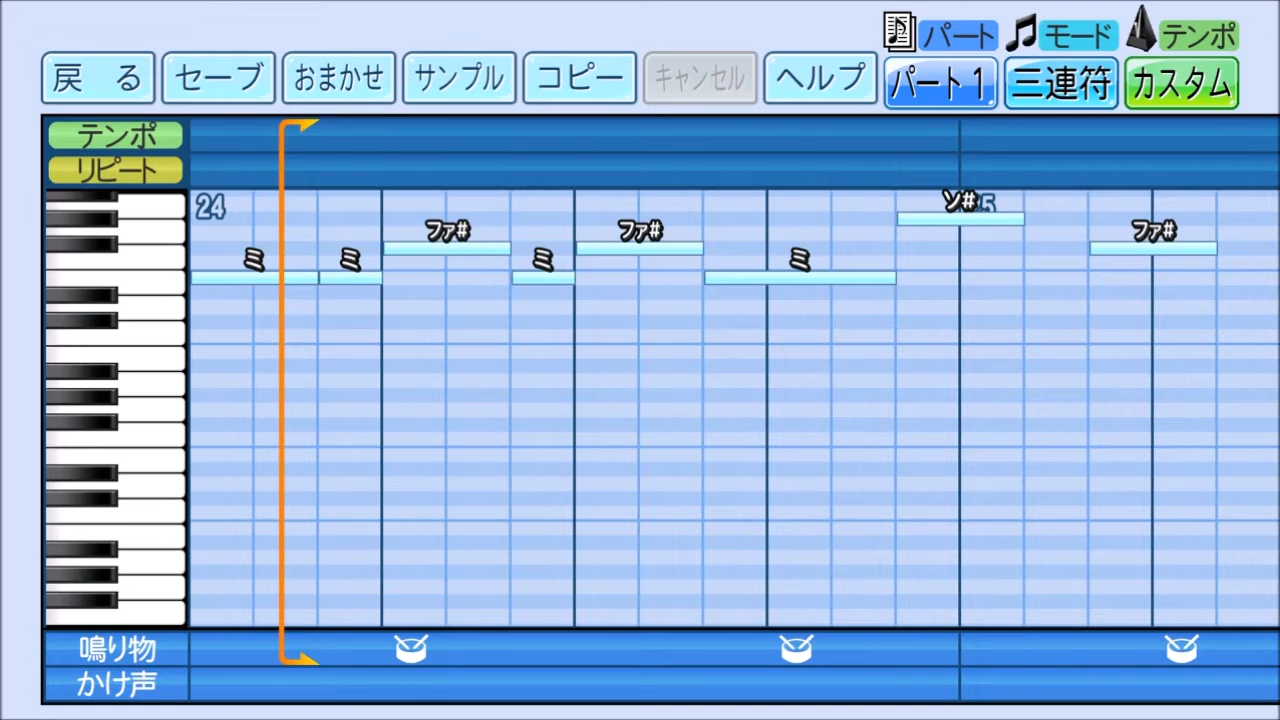 パート モード テンポ
戻る セーブ おまかせ サンプル コピー キャンセル ヘルプ パート1 三連符 カスタム
テンポ
リピート
24 ソ# 5
ファ# ファ# ファ#
ミ ミ ミ ミ
鳴り物
かけ声